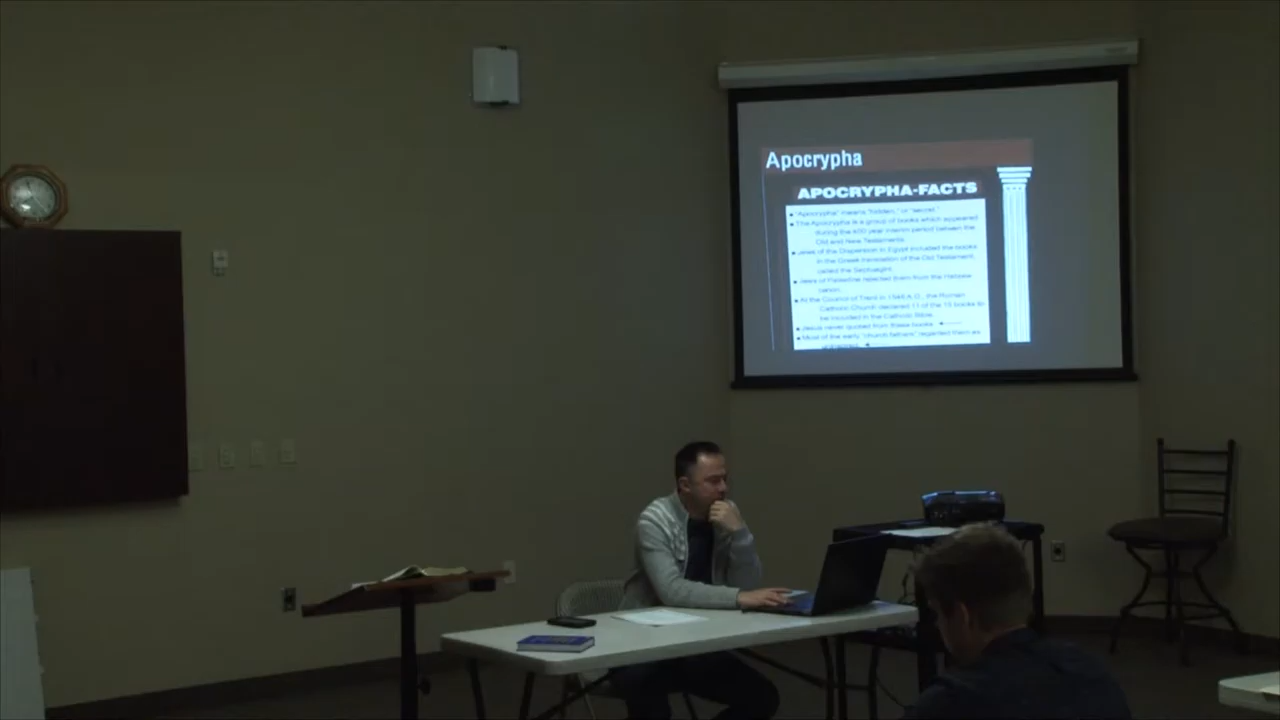 Apocrypha
APOCRYPHA-FACTS
• "Apocrypha" means "hidden," or "secret."
• The Apocrypha is a group of books which appeared
during the 400 year interim period between the
Old and New Testaments.
• Jews of the Dispersion in Egypt included the books
in the Greek translation of the Old Testament,
called the Septuagint.
• Jews of Palestine rejected them from the Hebrew
canon.
• At the Council of Trent in 1546 A.D., the Roman
Catholic Church declared 11 of the 15 books to
be included in the Catholic Bible.
• Jesus never quoted from these books.
• Most of the early "church fathers" regarded them as